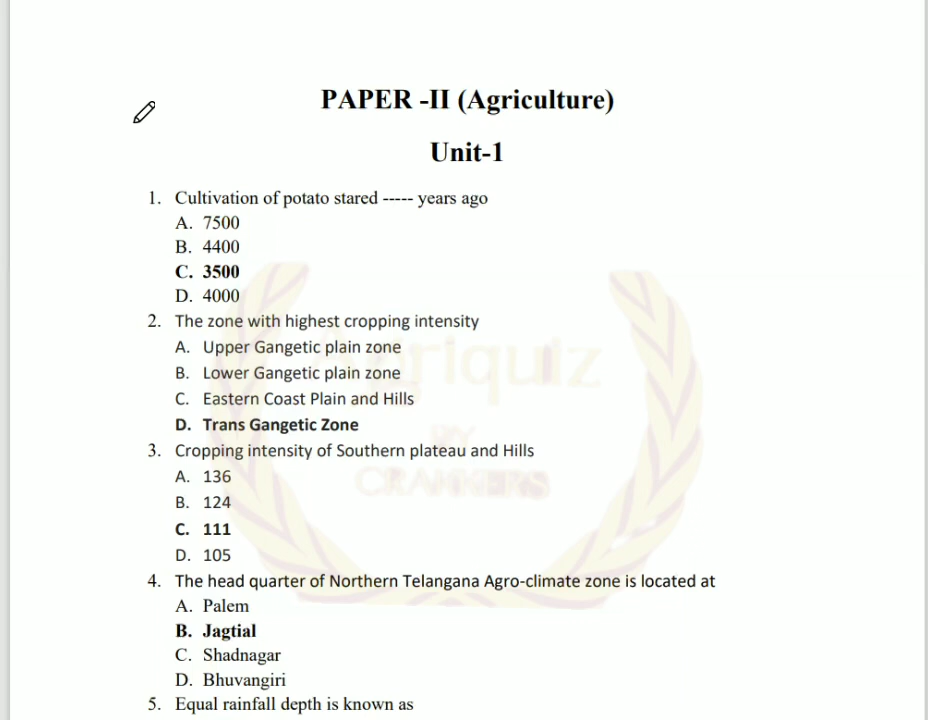 PAPER -II (Agriculture)
Unit-1
1. Cultivation of potato stared ----- years ago
A. 7500
B. 4400
C. 3500
D. 4000
2. The zone with highest cropping intensity
A. Upper Gangetic plain zone
B. Lower Gangetic plain zone
C. Eastern Coast Plain and Hills
D. Trans Gangetic Zone
3. Cropping intensity of Southern plateau and Hills
A. 136
B. 124
C. 111
D. 105
4. The head quarter of Northern Telangana Agro-climate zone is located at
A. Palem
B. Jagtial
C. Shadnagar
D. Bhuvangiri
5. Equal rainfall depth is known as
Agriquiz
BY